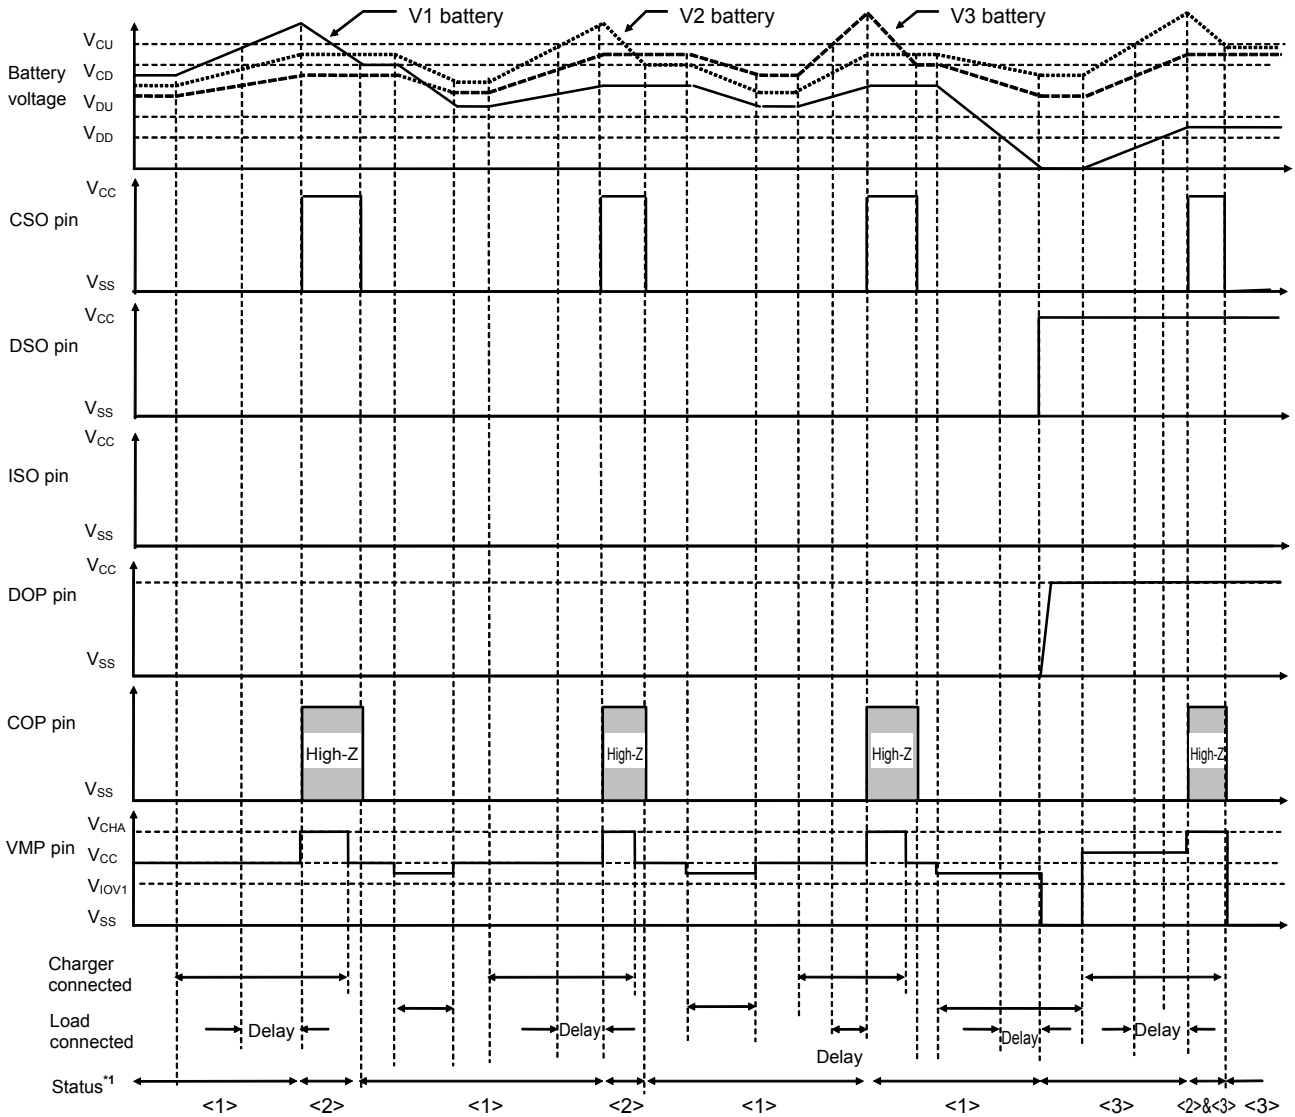 V1 battery
V2 battery
V3 battery
Battery
voltage
VCU
VCD
VDU
VDD
CSO pin
VCC
VSS
DSO pin
VCC
VSS
ISO pin
VCC
VSS
DOP pin
VCC
VSS
COP pin
High-Z
High-Z
High-Z
High-Z
VSS
VMP pin
VCHA
VCC
VIOV1
VSS
Charger
connected
Load
connected
Delay
Delay
Delay
Delay
Delay
Status*1
<1>
<2>
<1>
<2>
<1>
<1>
<3>
<2>&<3>
<3>